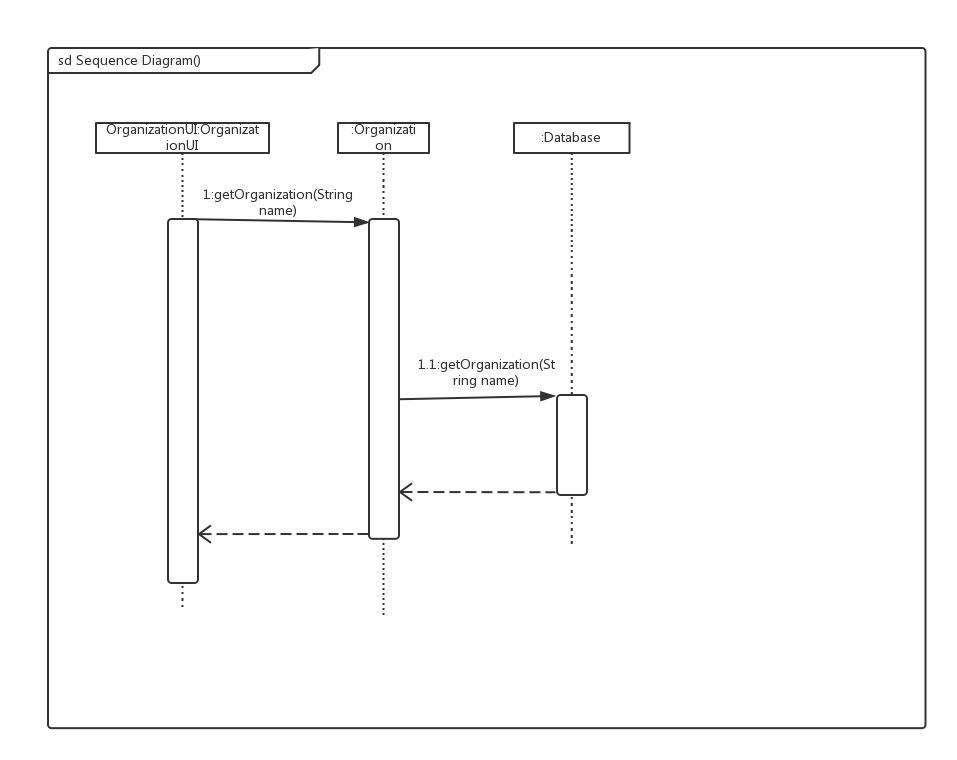 sd Sequence Diagram()
OrganizationUI:Organizat
ionUI
:Organizati
on
:Database
1:getOrganization(String
name)
1.1:getOrganization(St
ring name)